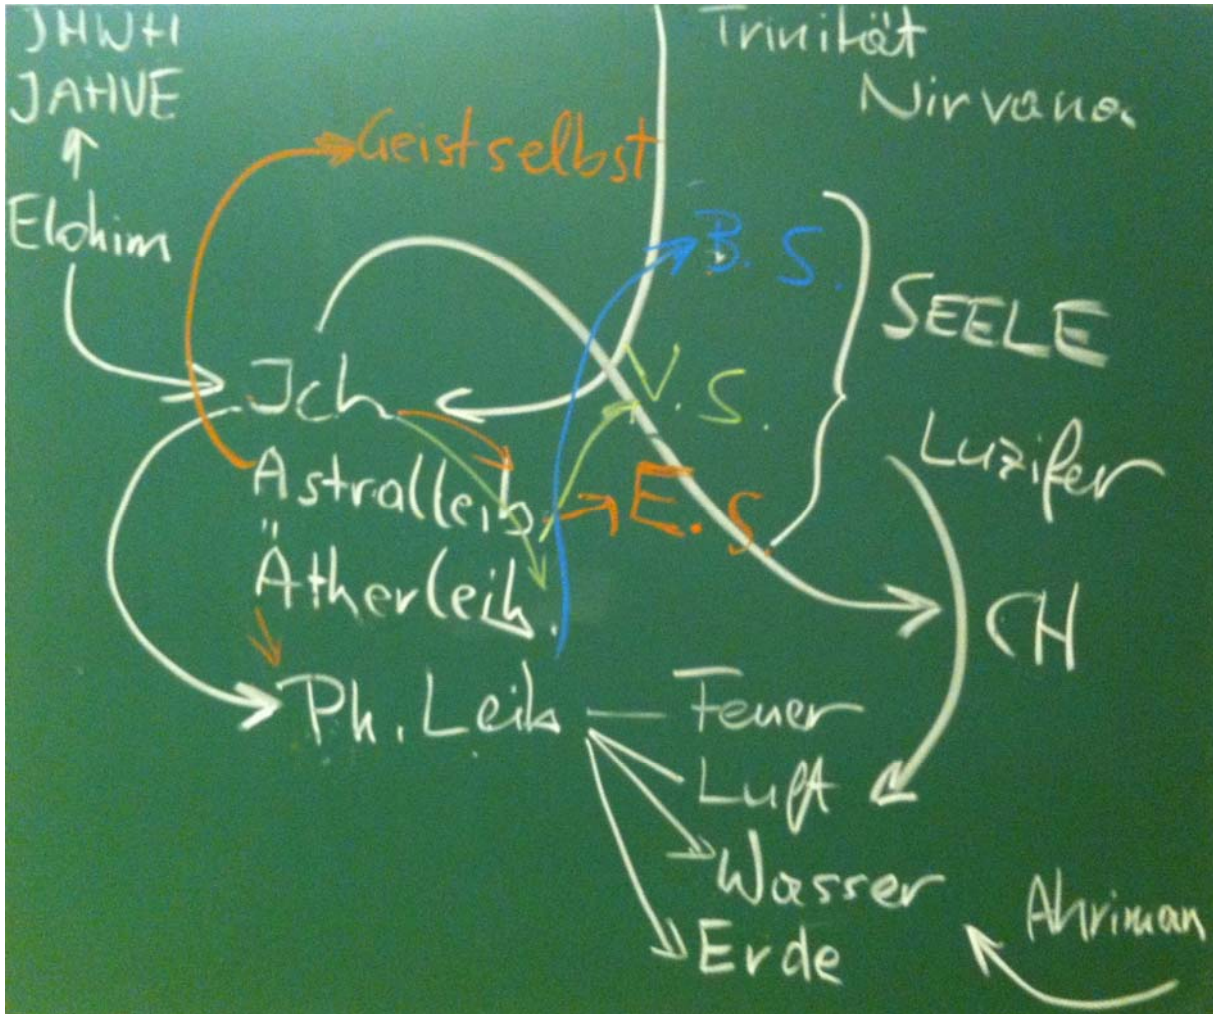 JHWH
JAHVE
Elohim
Trinität
Nirvana
Geistselbst
B. S.
SEELE
Ich
V. S.
Astralleib
E. S.
Luzifer
Ätherleib
CH
Ph. Leib
Feuer
Luft
Wasser
Erde
Ahriman